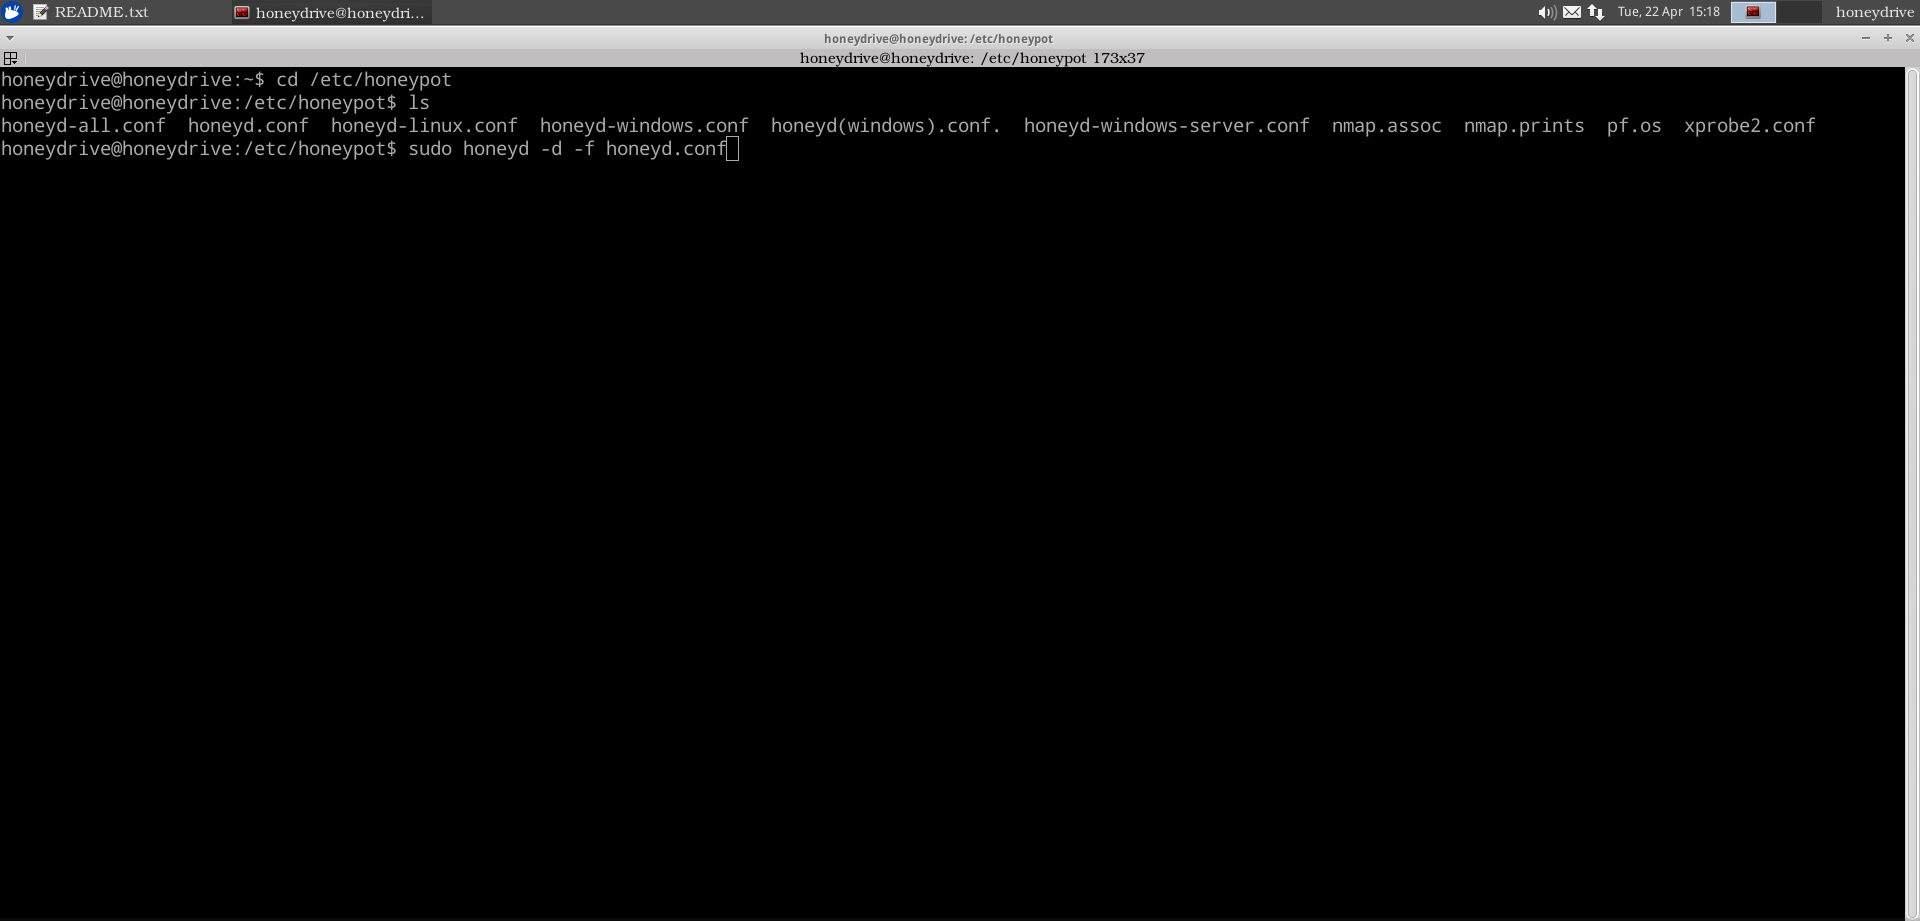 README.txt honeydrive@honeydri... Tue, 22 Apr 15:18 honeydrive
honeydrive@honeydrive: /etc/honeypot
honeydrive@honeydrive: /etc/honeypot 173x37
honeydrive@honeydrive:~$ cd /etc/honeypot
honeydrive@honeydrive:/etc/honeypot$ ls
honeyd-all.conf  honeyd.conf  honeyd-linux.conf  honeyd-windows.conf  honeyd(windows).conf.  honeyd-windows-server.conf  nmap.assoc  nmap.prints  pf.os  xprobe2.conf
honeydrive@honeydrive:/etc/honeypot$ sudo honeyd -d -f honeyd.conf